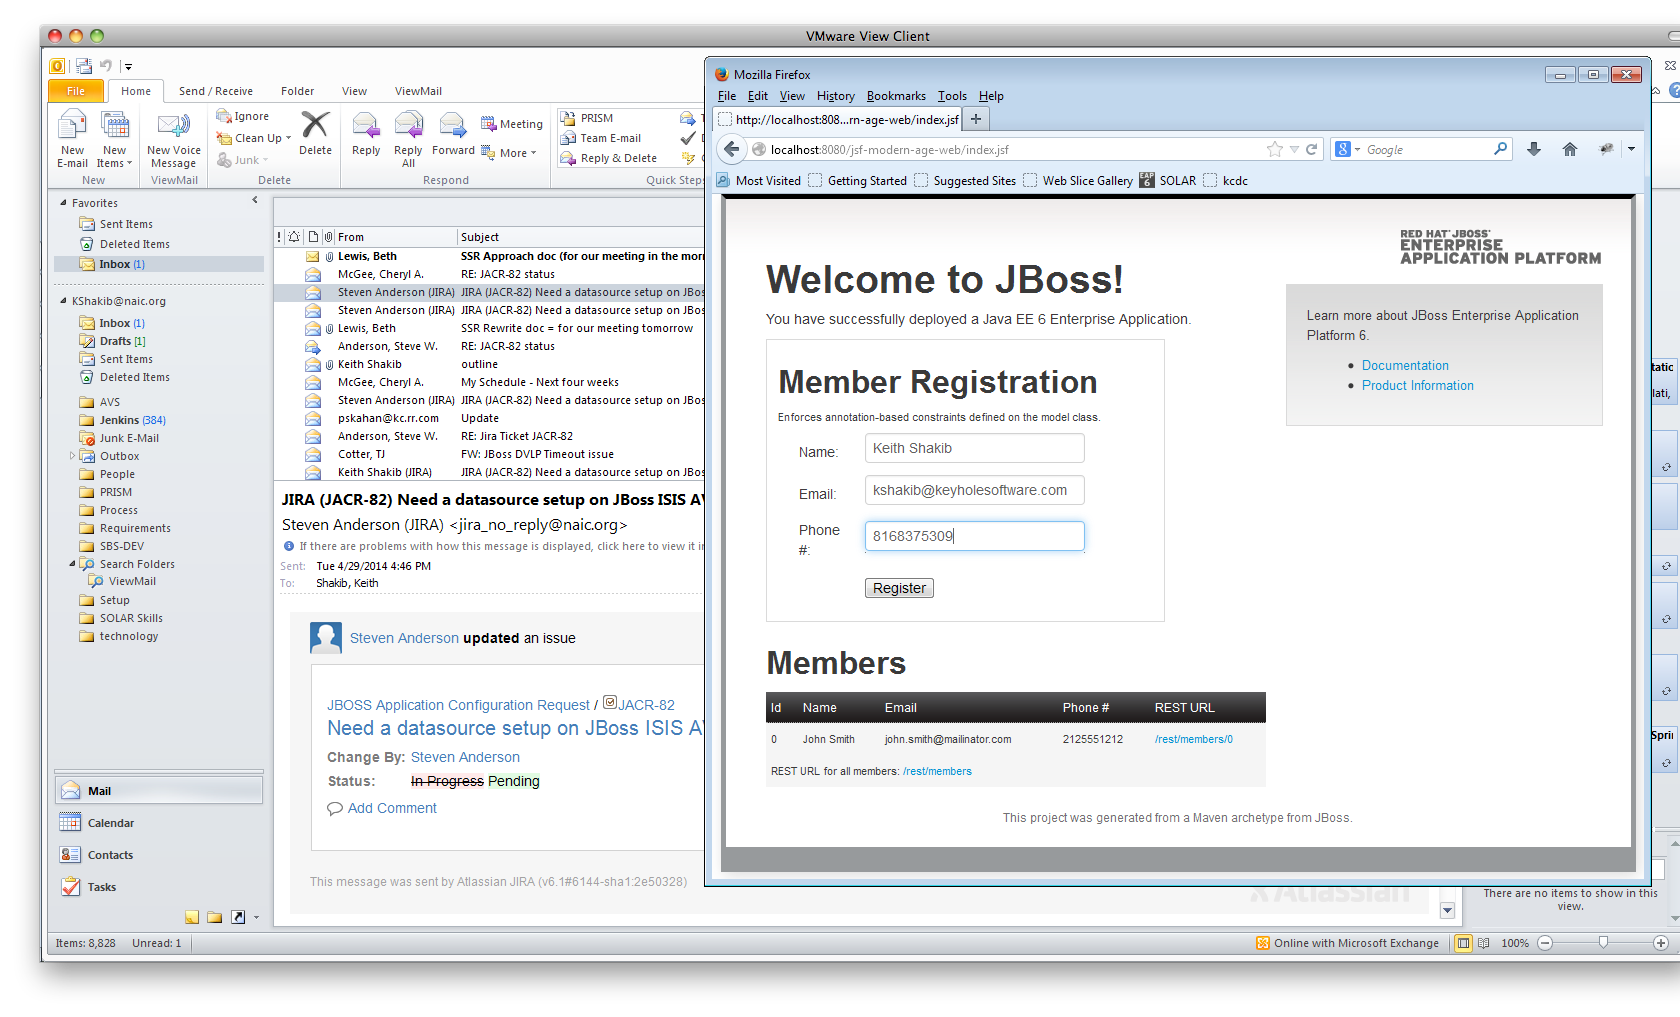 VMware View Client
File Home Send / Receive Folder View ViewMail
New E-mail
New Items
New
New Voice Message
ViewMail
Ignore
Clean Up
Junk
Delete
Delete
Reply
Reply All
Forward
Meeting
More
Respond
PRISM
Team E-mail
Reply & Delete
Quick Steps
Favorites
Sent Items
Deleted Items
Inbox (1)
KShakib@naic.org
Inbox (1)
Drafts [1]
Sent Items
Deleted Items
AVS
Jenkins (384)
Junk E-Mail
Outbox
People
PRISM
Process
Requirements
SBS-DEV
Search Folders
ViewMail
Setup
SOLAR Skills
technology
Mail
Calendar
Contacts
Tasks
Items: 8,828 Unread: 1
! From Subject
Lewis, Beth SSR Approach doc (for our meeting in the mor
McGee, Cheryl A. RE: JACR-82 status
Steven Anderson (JIRA) JIRA (JACR-82) Need a datasource setup on JBos
Steven Anderson (JIRA) JIRA (JACR-82) Need a datasource setup on JBos
Lewis, Beth SSR Rewrite doc = for our meeting tomorrow
Anderson, Steve W. RE: JACR-82 status
Keith Shakib outline
McGee, Cheryl A. My Schedule - Next four weeks
Steven Anderson (JIRA) JIRA (JACR-82) Need a datasource setup on JBos
pskahan@kc.rr.com Update
Anderson, Steve W. RE: Jira Ticket JACR-82
Cotter, TJ FW: JBoss DVLP Timeout issue
Keith Shakib (JIRA) JIRA (JACR-82) Need a datasource setup on JBos
JIRA (JACR-82) Need a datasource setup on JBoss ISIS A
Steven Anderson (JIRA) <jira_no_reply@naic.org>
If there are problems with how this message is displayed, click here to view it i
Sent: Tue 4/29/2014 4:46 PM
To: Shakib, Keith
Steven Anderson updated an issue
JBOSS Application Configuration Request / JACR-82
Need a datasource setup on JBoss ISIS A
Change By: Steven Anderson
Status: In Progress Pending
Add Comment
This message was sent by Atlassian JIRA (v6.1#6144-sha1:2e50328)
Atlassian
Mozilla Firefox
File Edit View History Bookmarks Tools Help
http://localhost:808...rn-age-web/index.jsf
localhost:8080/jsf-modern-age-web/index.jsf
Google
Most Visited Getting Started Suggested Sites Web Slice Gallery EAP 6 SOLAR kcdc
RED HAT JBOSS
ENTERPRISE
APPLICATION PLATFORM
Welcome to JBoss!
You have successfully deployed a Java EE 6 Enterprise Application.
Learn more about JBoss Enterprise Application
Platform 6.
Documentation
Product Information
Member Registration
Enforces annotation-based constraints defined on the model class.
Name: Keith Shakib
Email: kshakib@keyholesoftware.com
Phone #: 8168375309
Register
Members
Id Name Email Phone # REST URL
0 John Smith john.smith@mailinator.com 2125551212 /rest/members/0
REST URL for all members: /rest/members
This project was generated from a Maven archetype from JBoss.
tatic
lati,
Sprin
There are no items to show in this
view.
Online with Microsoft Exchange 100%